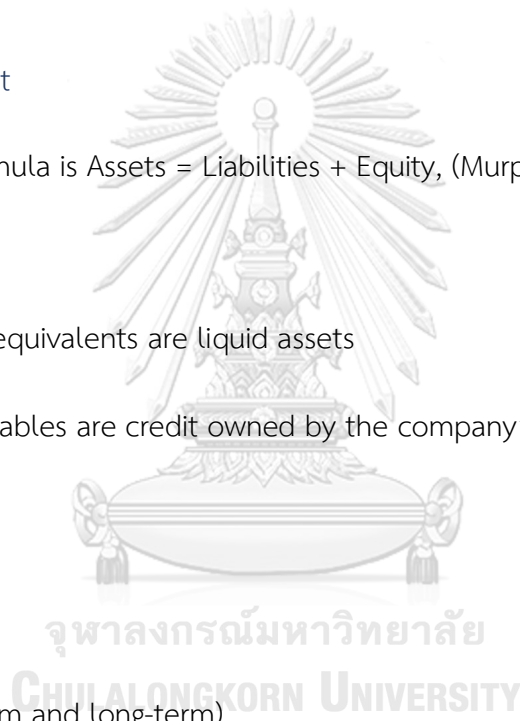 t
nula is Assets = Liabilities + Equity, (Murp
equivalents are liquid assets
ables are credit owned by the company
จุฬาลงกรณ์มหาวิทยาลัย
CHULALONGKORN UNIVERSITY
m and long-term)